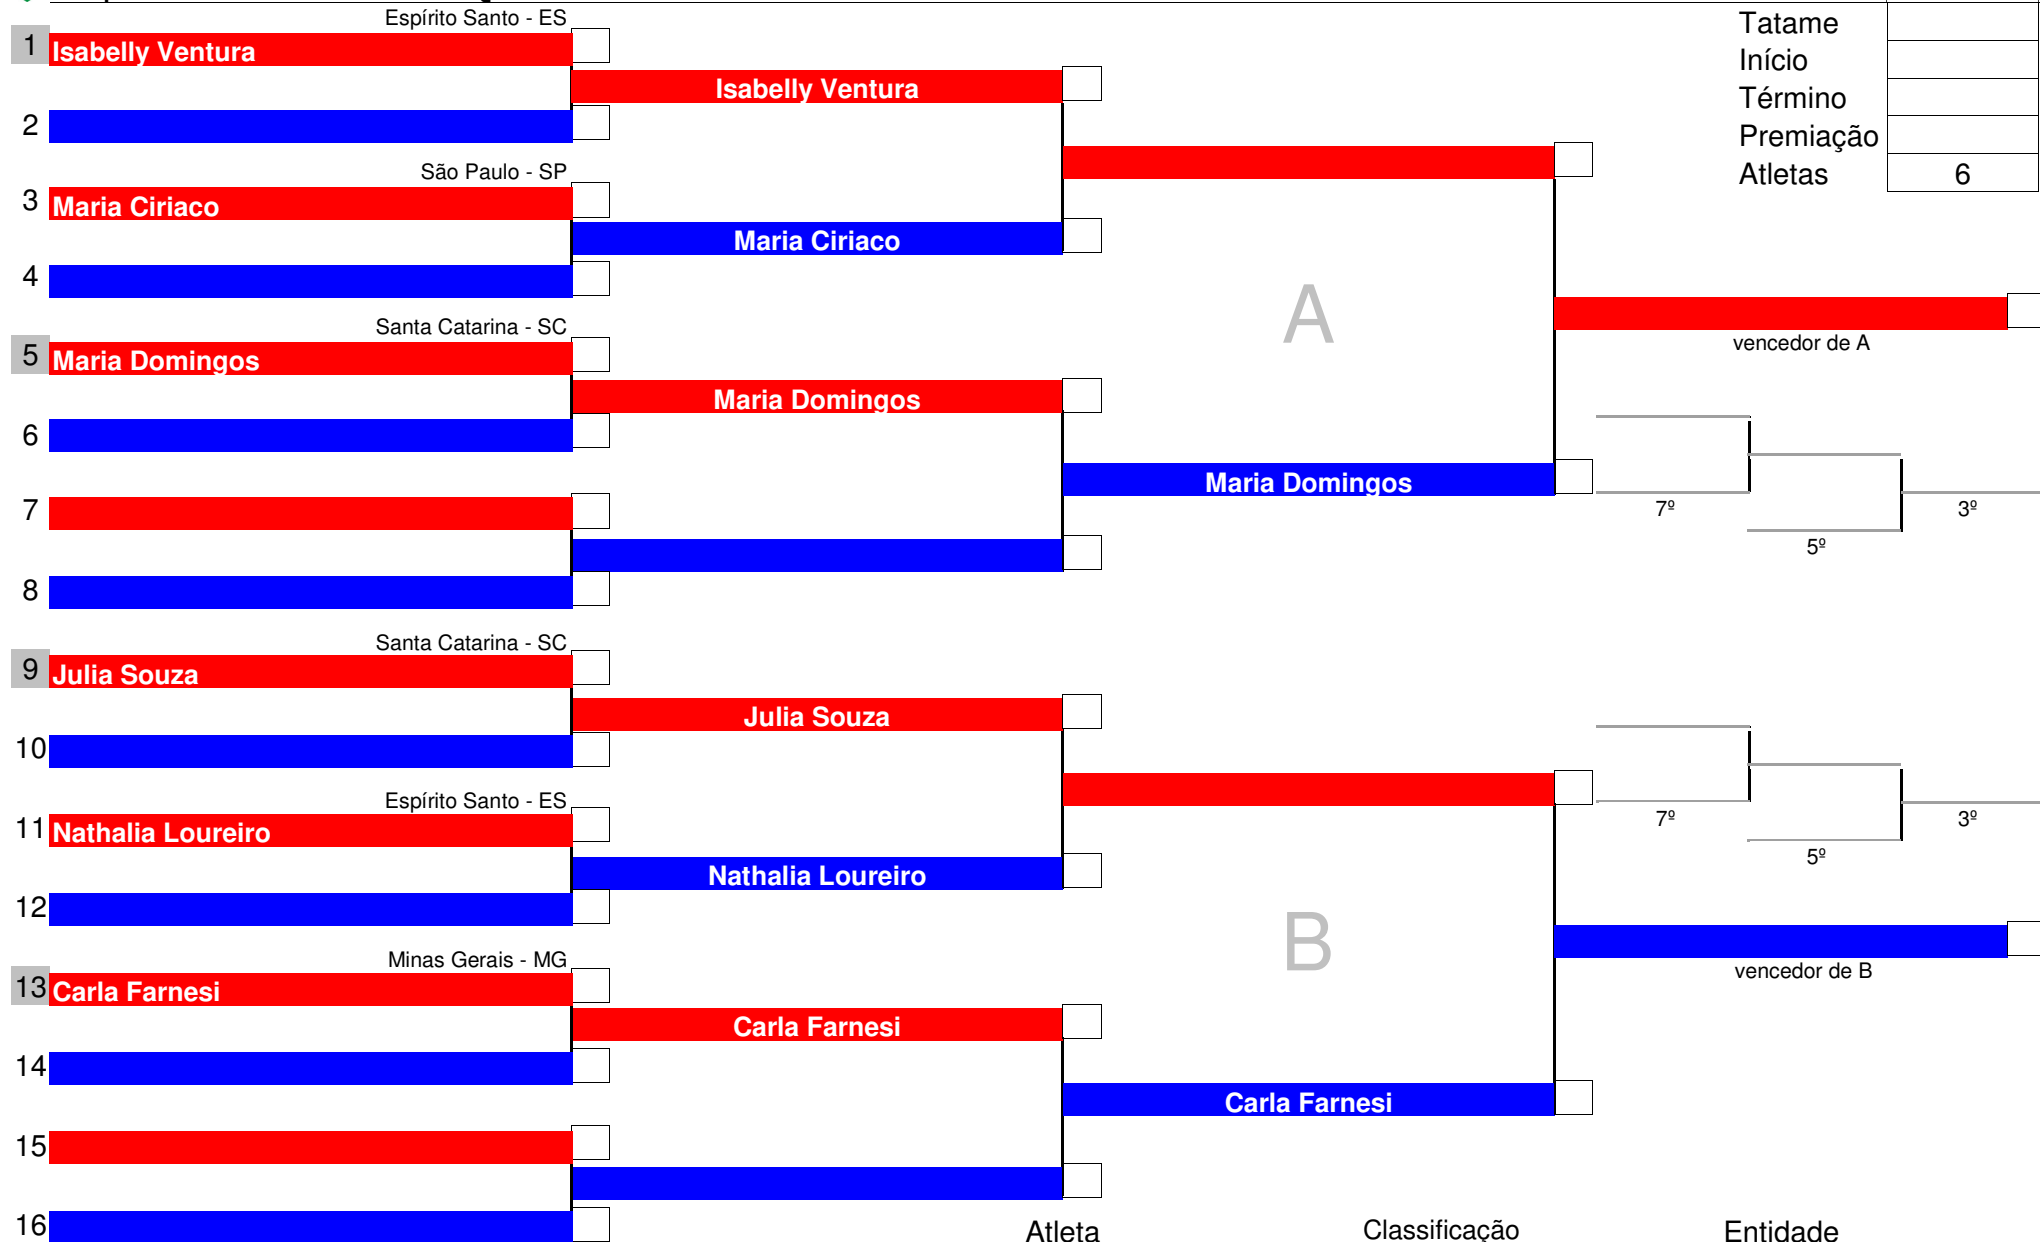 Espírito Santo - ES
1 Isabelly Ventura
Isabelly Ventura
2
São Paulo - SP
3 Maria Ciriaco
Maria Ciriaco
4
Santa Catarina - SC
5 Maria Domingos
Maria Domingos
6
Maria Domingos
7
8
Santa Catarina - SC
9 Julia Souza
Julia Souza
10
Espírito Santo - ES
11 Nathalia Loureiro
Nathalia Loureiro
12
Minas Gerais - MG
13 Carla Farnesi
Carla Farnesi
14
Carla Farnesi
15
16
A
B
Tatame
Início
Término
Premiação
Atletas 6
vencedor de A
7º
5º
3º
7º
5º
3º
vencedor de B
Atleta Classificação Entidade